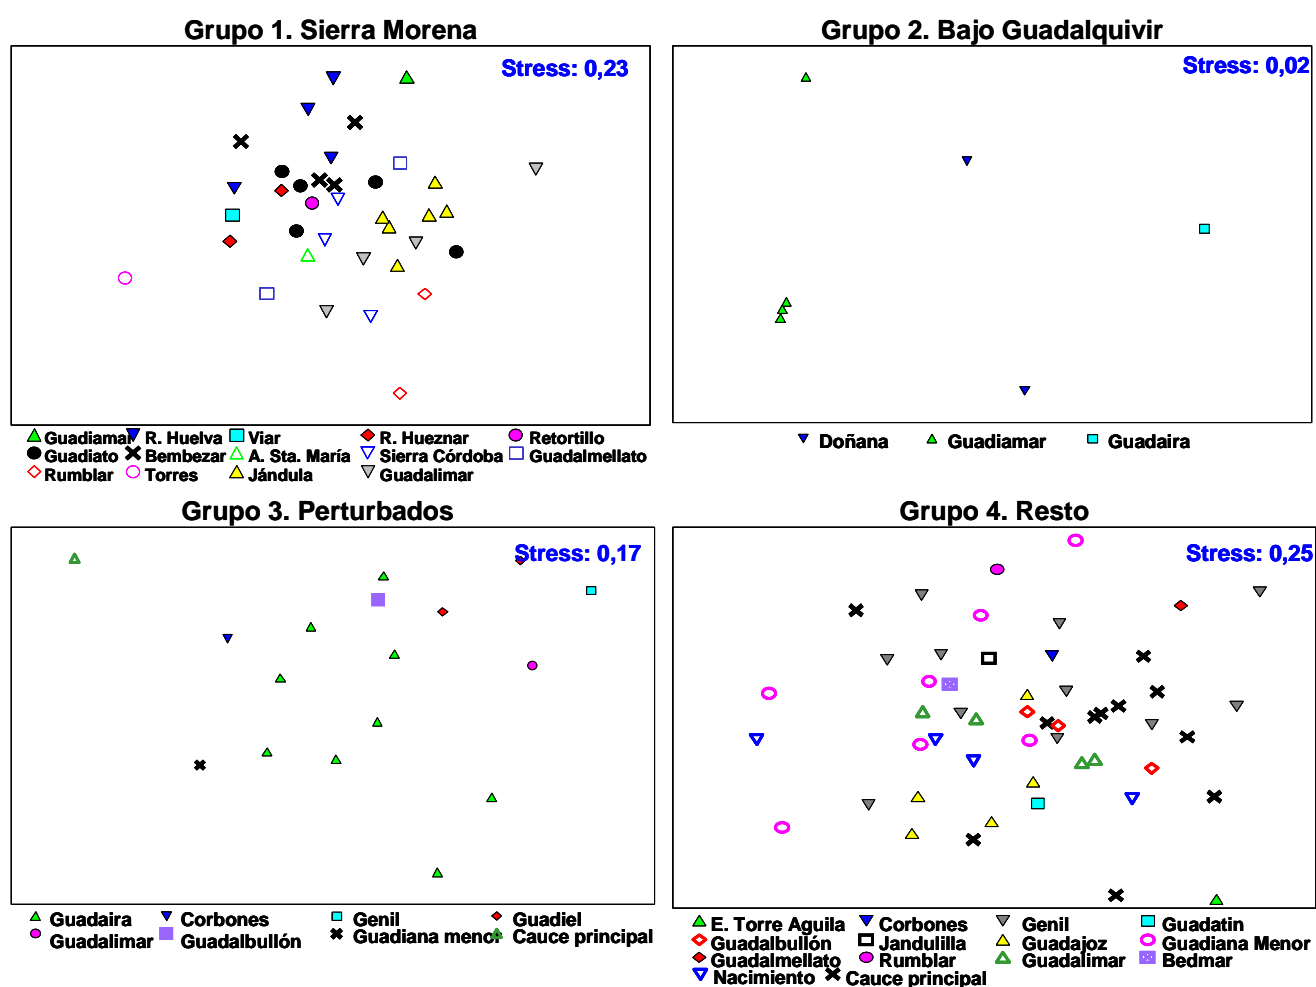 Grupo 1. Sierra Morena
Stress: 0,23
Guadiamar R. Huelva Viar R. Hueznar Retortillo
Guadiato Bembezar A. Sta. María Sierra Córdoba Guadalmellato
Rumblar Torres Jándula Guadalimar
Grupo 2. Bajo Guadalquivir
Stress: 0,02
Doñana Guadiamar Guadaira
Grupo 3. Perturbados
Stress: 0,17
Guadaira Corbones Genil Guadiel
Guadalimar Guadalbullón Guadiana menor Cauce principal
Grupo 4. Resto
Stress: 0,25
E. Torre Aguila Corbones Genil Guadatin
Guadalbullón Jandulilla Guadajoz Guadiana Menor
Guadalmellato Rumblar Guadalimar Bedmar
Nacimiento Cauce principal